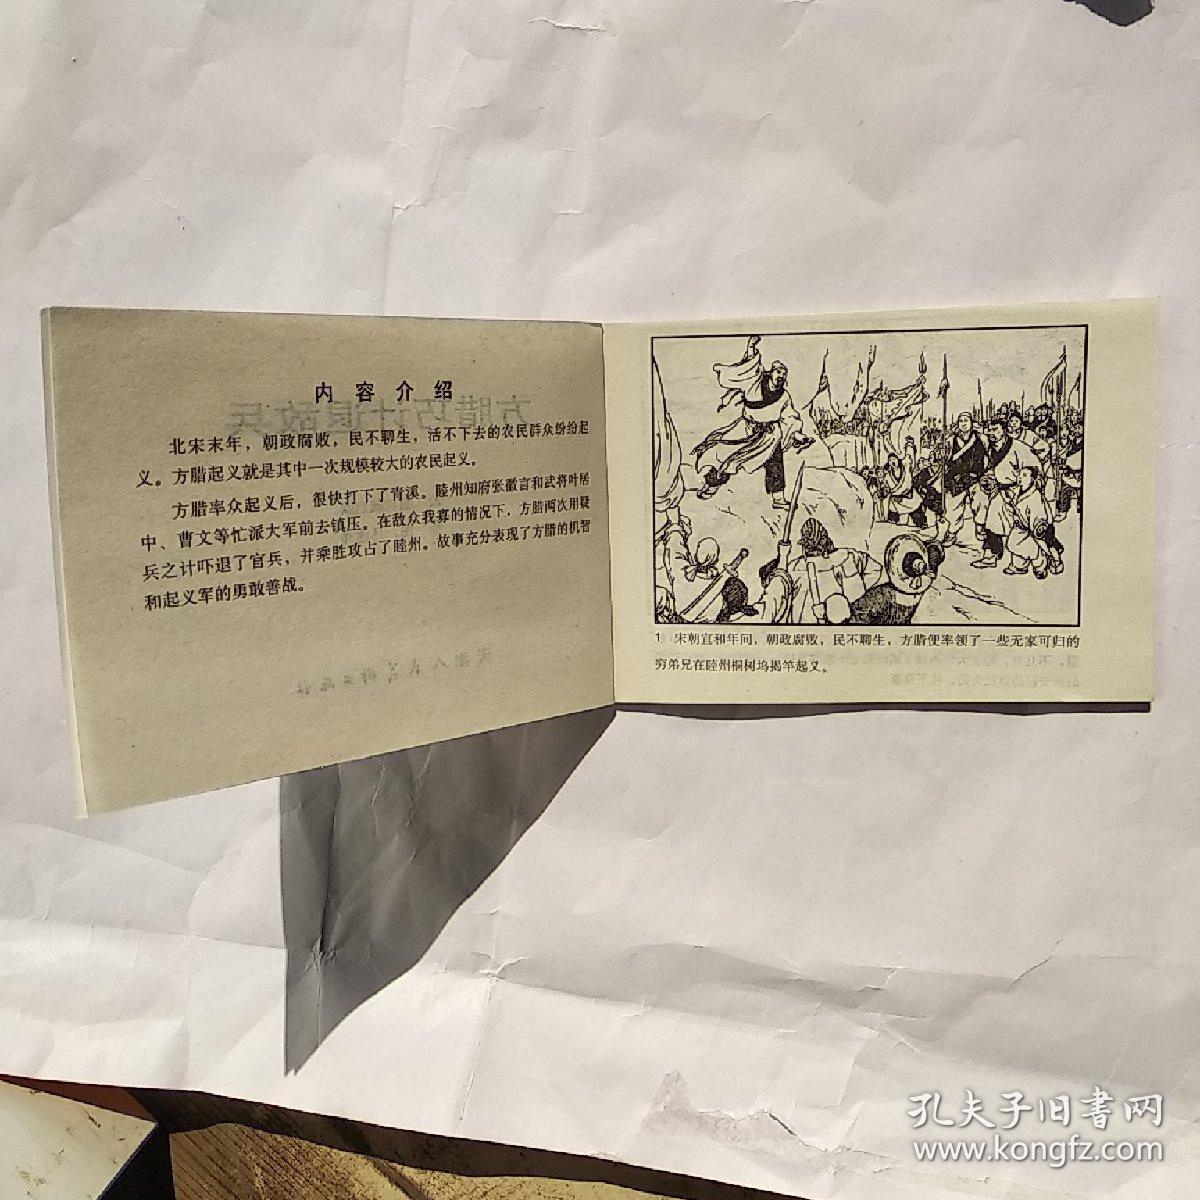 内容介绍
北宋末年，朝政腐败，民不聊生，活不下去的农民群众纷纷起
义。方腊起义就是其中一次规模较大的农民起义。
方腊率众起义后，很快打下了青溪。睦州知府张徽言和武将叶居
中、曹文等忙派大军前去镇压。在敌众我寡的情况下，方腊两次用疑
兵之计吓退了官兵，并乘胜攻占了睦州。故事充分表现了方腊的机智
和起义军的勇敢善战。
1 宋朝宣和年间，朝政腐败，民不聊生，方腊便率领了一些无家可归的
穷弟兄在睦州桐树坞揭竿起义。
孔夫子旧书网
www.kongfz.com